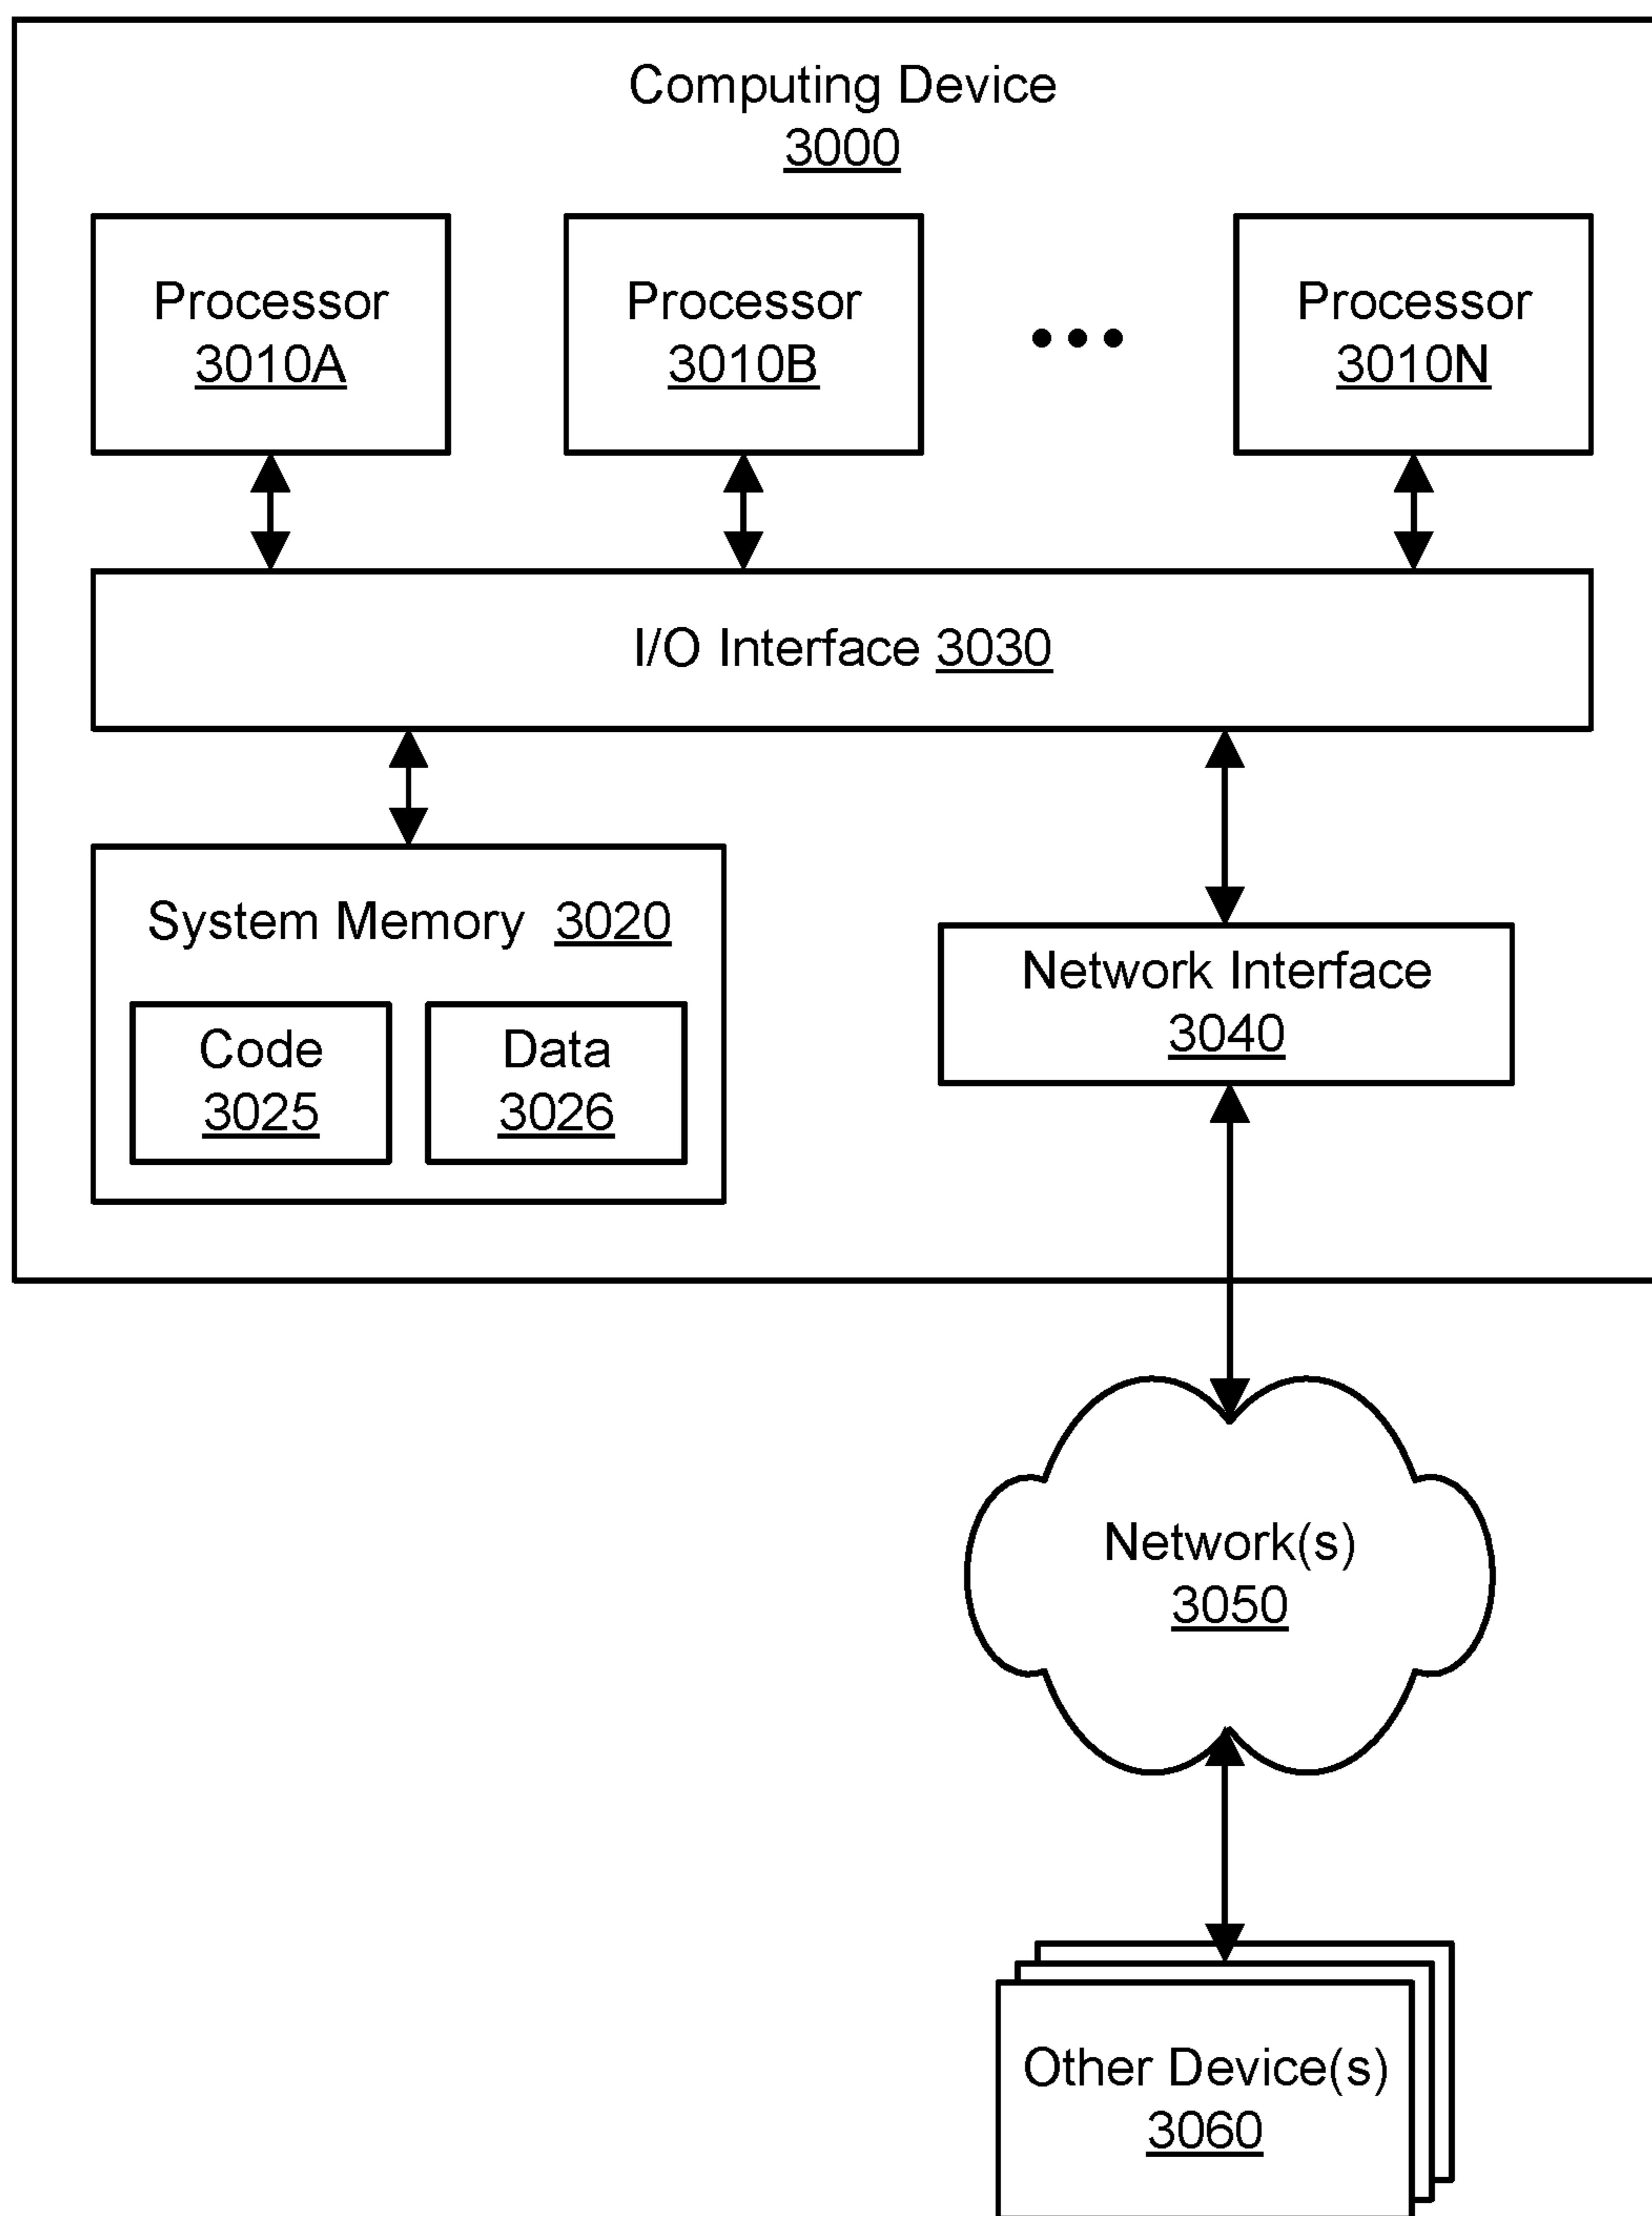 Computing Device
3000
Processor
3010A
Processor
3010B
Processor
3010N
I/O Interface 3030
System Memory 3020
Code
3025
Data
3026
Network Interface
3040
Network(s)
3050
Other Device(s)
3060